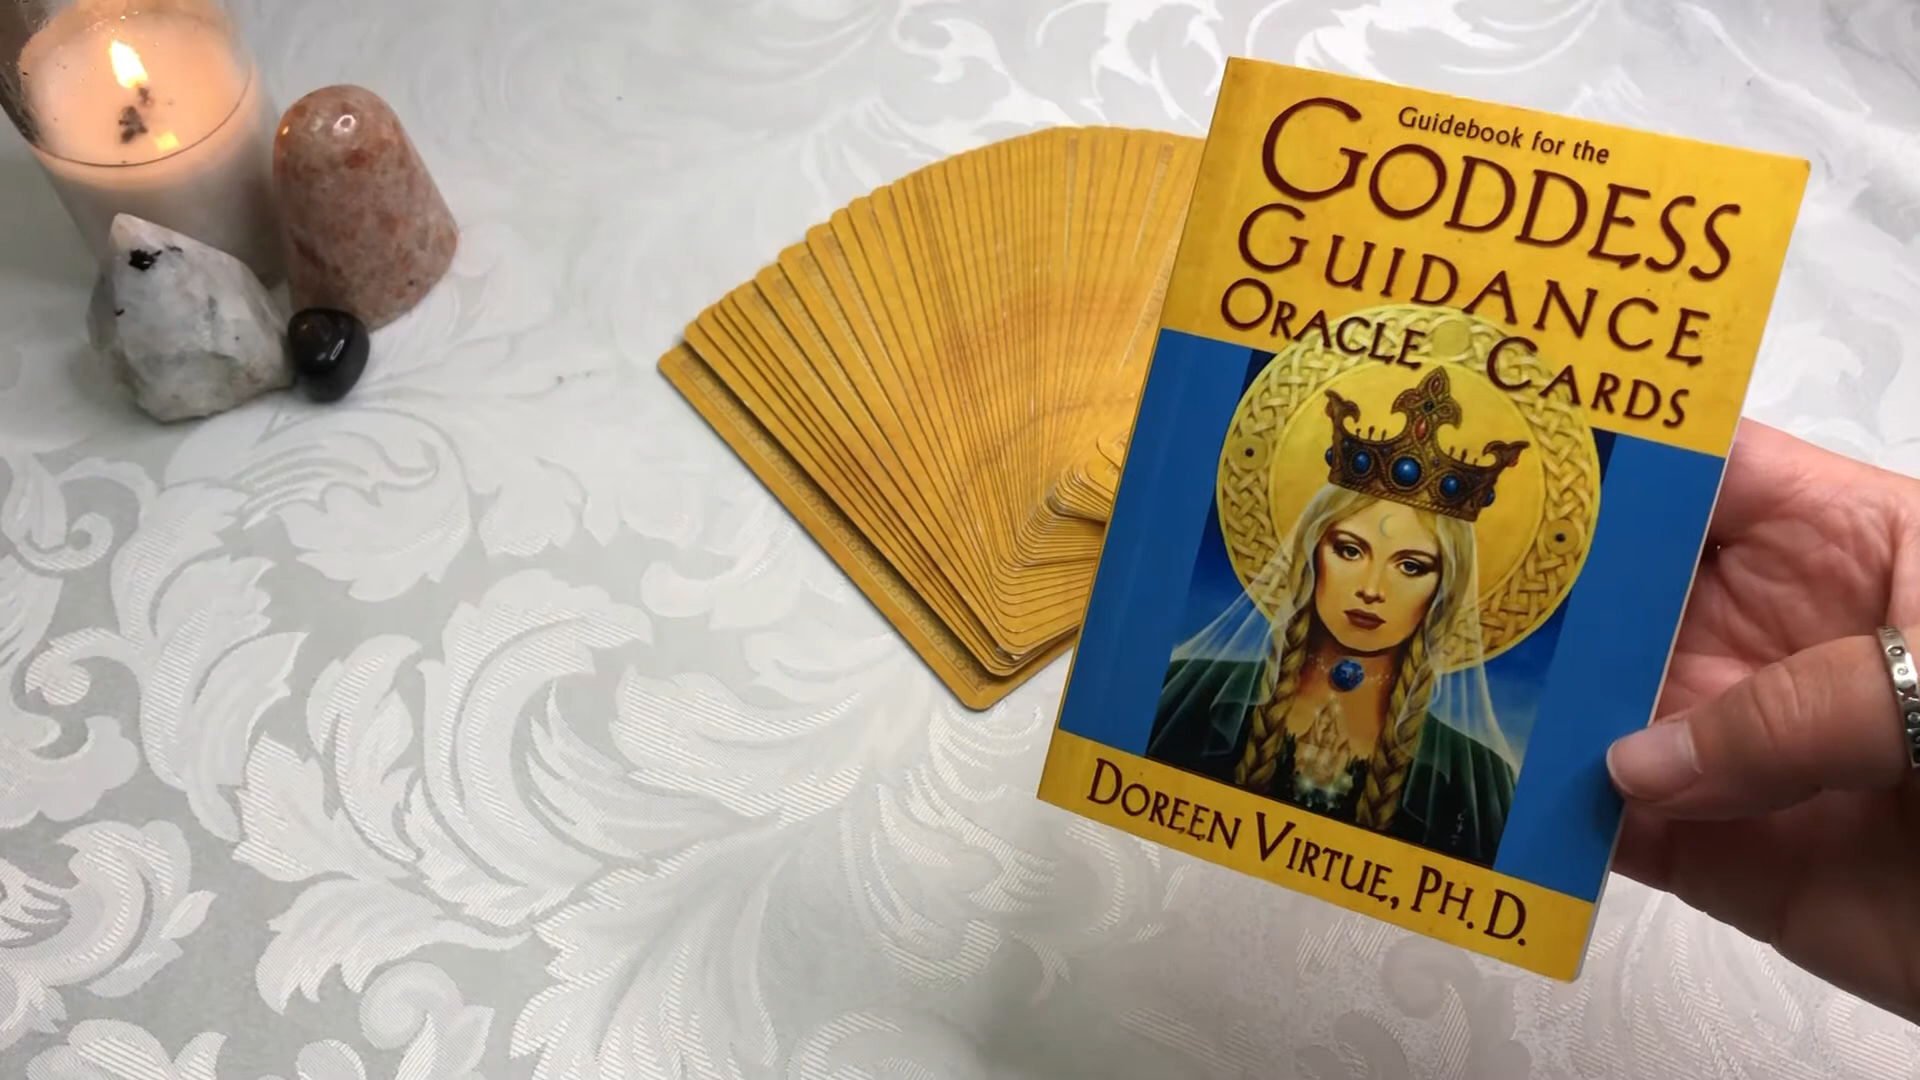 Guidebook for the
GODDESS
GUIDANCE
ORACLE CARDS
DOREEN VIRTUE, PH.D.